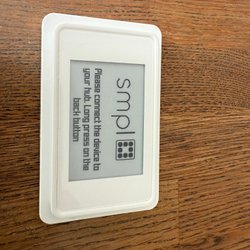 smpl
Please connect the device to
your hub. Long press on the
back button